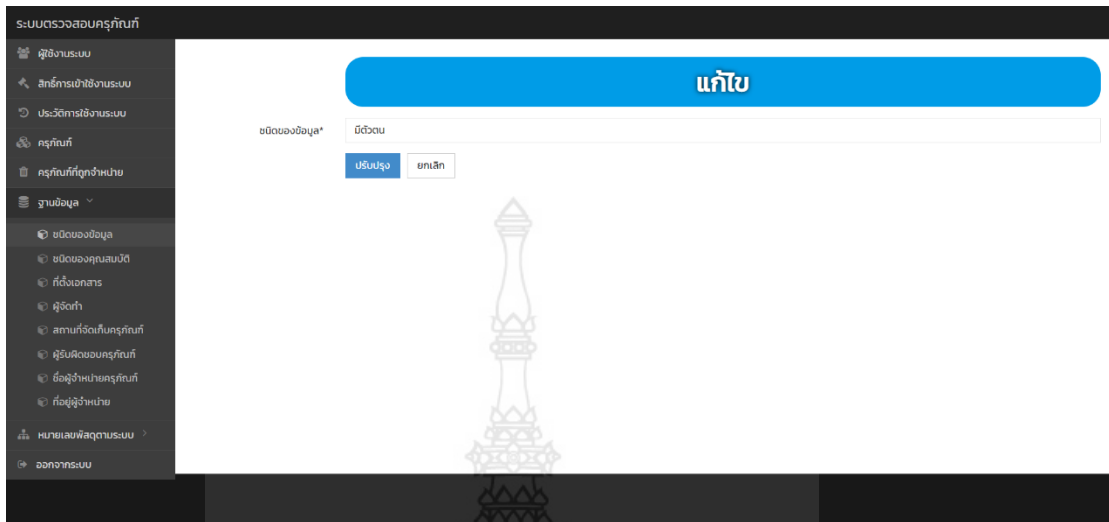 ระบบตรวจสอบครุภัณฑ์
ผู้ใช้งานระบบ
สิทธิ์การเข้าใช้งานระบบ
ประวัติการใช้งานระบบ
ครุภัณฑ์
ครุภัณฑ์ที่ถูกจำหน่าย
ฐานข้อมูล
ชนิดของข้อมูล
ชนิดของคุณสมบัติ
ที่ตั้งเอกสาร
ผู้จัดทำ
สถานที่จัดเก็บครุภัณฑ์
ผู้รับผิดชอบครุภัณฑ์
ชื่อผู้จำหน่ายครุภัณฑ์
ที่อยู่ผู้จำหน่าย
หมายเลขพัสดุตามระบบ
ออกจากระบบ
แก้ไข
ชนิดของข้อมูล* มีตัวตน
ปรับปรุง ยกเลิก